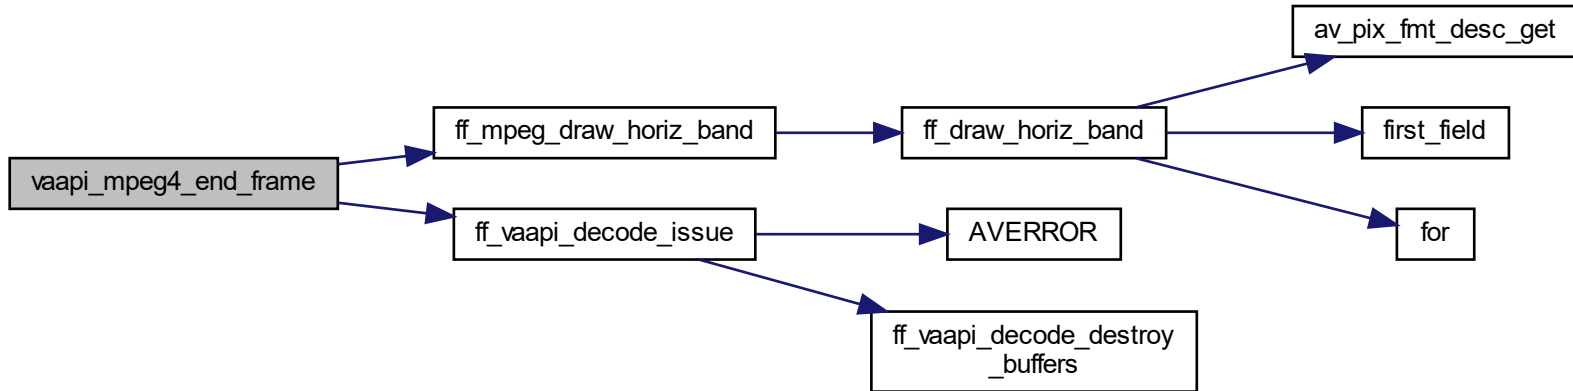 av_pix_fmt_desc_get
ff_mpeg_draw_horiz_band
ff_draw_horiz_band
first_field
vaapi_mpeg4_end_frame
ff_vaapi_decode_issue
AVERROR
for
ff_vaapi_decode_destroy
_buffers